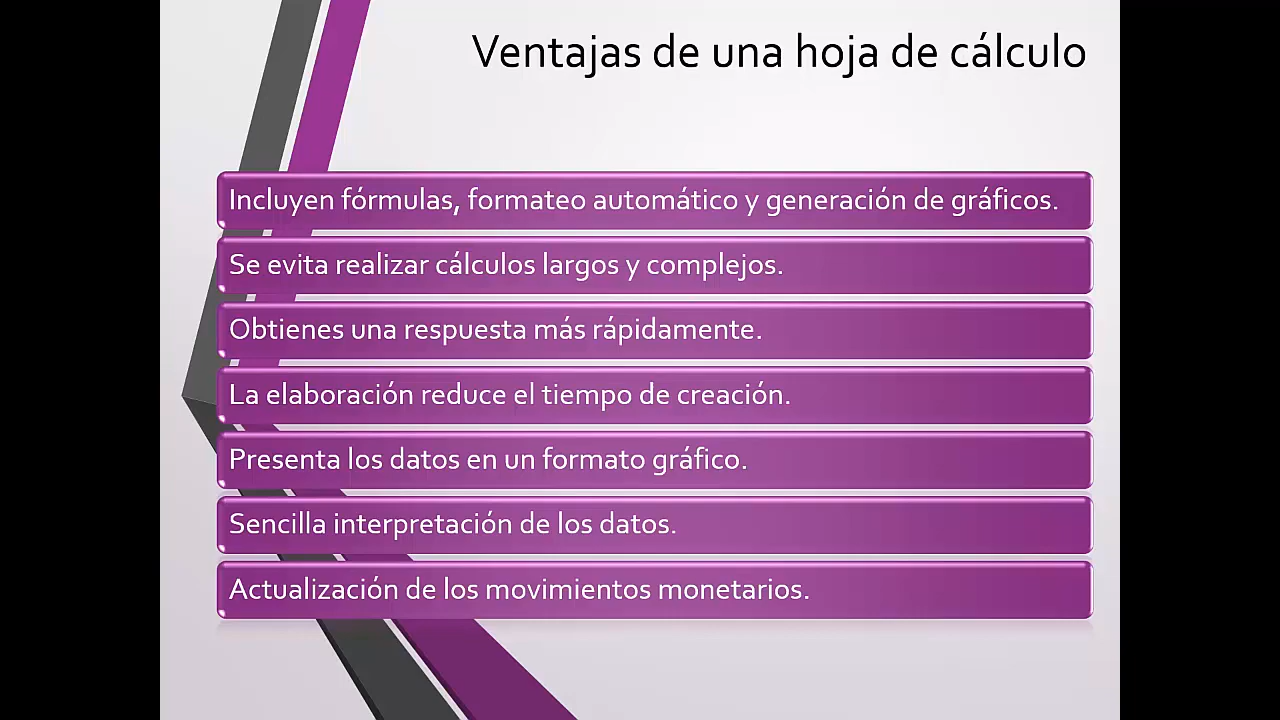 Ventajas de una hoja de cálculo
Incluyen fórmulas, formateo automático y generación de gráficos.
Se evita realizar cálculos largos y complejos.
Obtienes una respuesta más rápidamente.
La elaboración reduce el tiempo de creación.
Presenta los datos en un formato gráfico.
Sencilla interpretación de los datos.
Actualización de los movimientos monetarios.